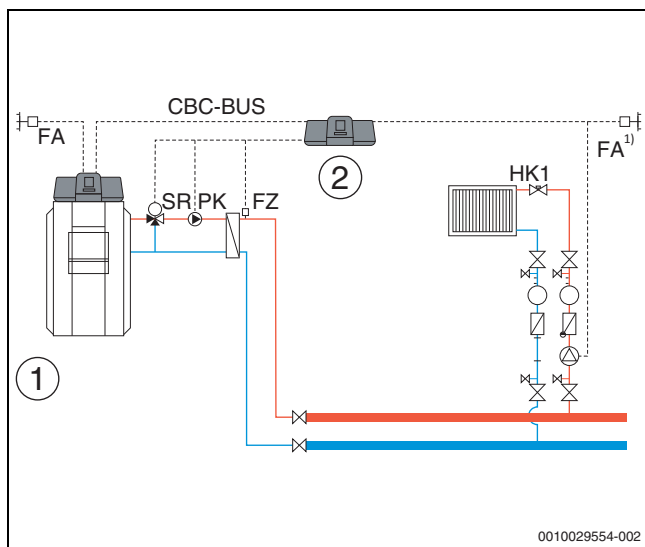 CBC-BUS
FA
FA1)
2
SR PK
FZ
HK1
1
0010029554-002